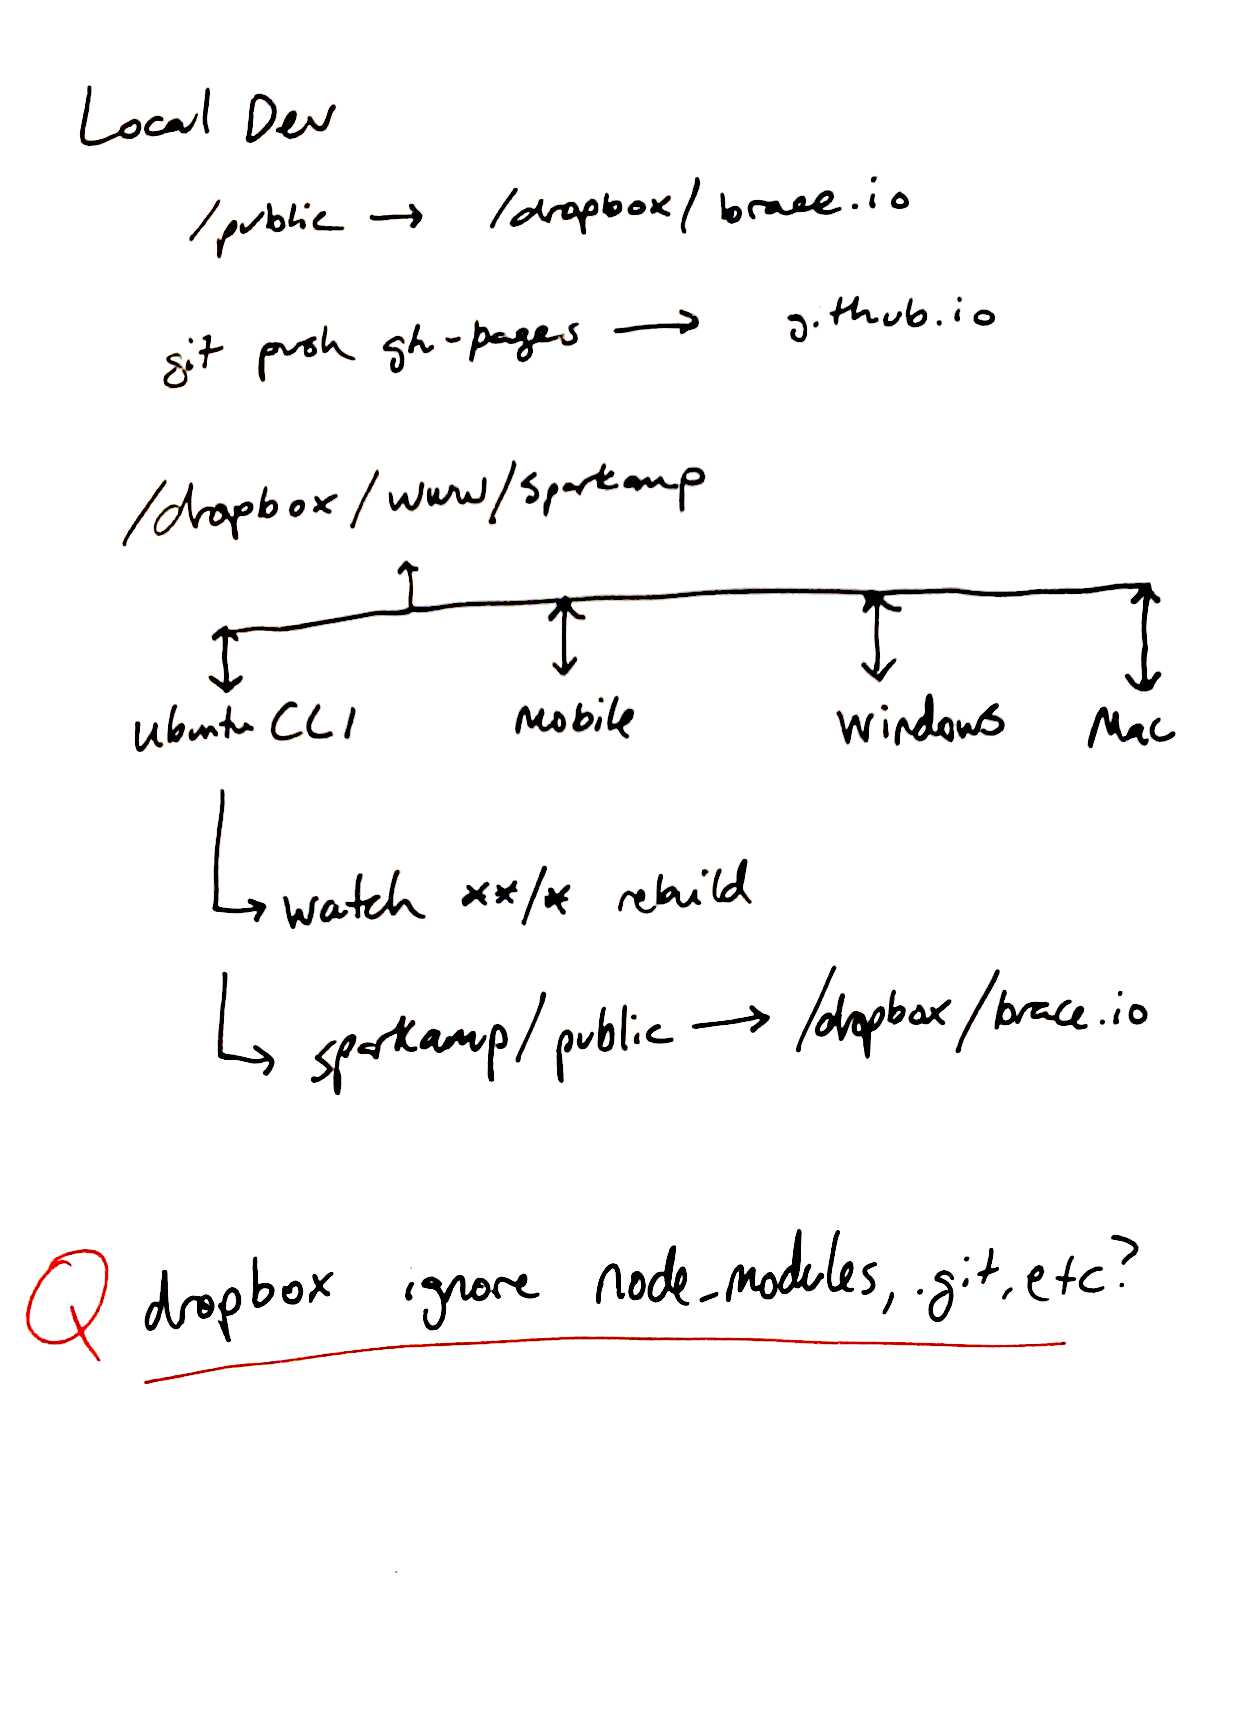 Local Dev
/public → /dropbox/brace.io
git push gh-pages → github.io
/dropbox/www/sparkamp
Ubuntu CLI Mobile Windows Mac
watch **/* rebuild
sparkamp/public → /dropbox/brace.io
Q dropbox ignore node_modules, .git, etc?